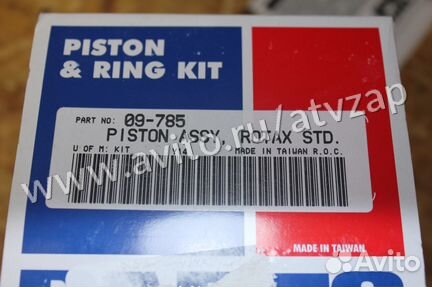 PISTON
& RING KIT
PART NO: 09-785
PISTON ASSY, ROTAX STD.
U OF M: KIT
MADE IN TAIWAN R.O.C.
www.avito.ru/atvzap
MADE IN TAIWAN
Avito